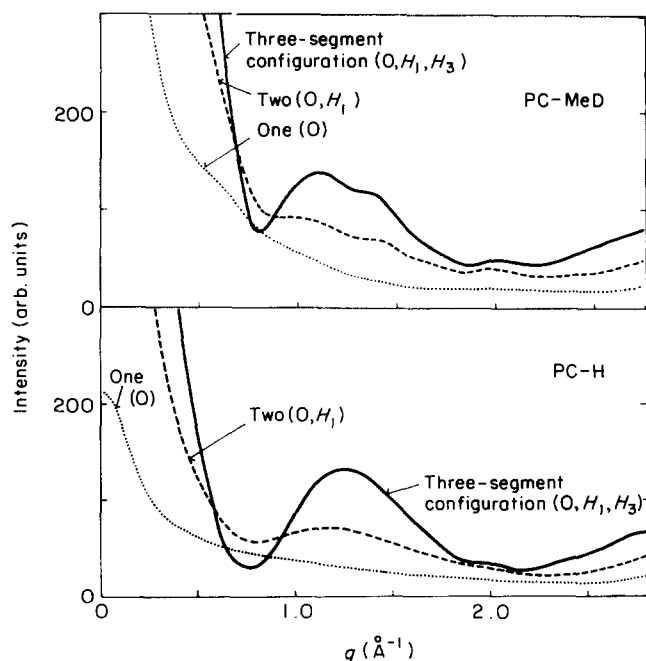 Three-segment
configuration (O, H₁, H₃)
Two (O, H₁)
PC-MeD
200
One (O)
0
Intensity (arb. units)
PC-H
One
(O)
200
Two (O, H₁)
Three-segment
configuration (O, H₁, H₃)
0
0
1.0
2.0
q (Å⁻¹)